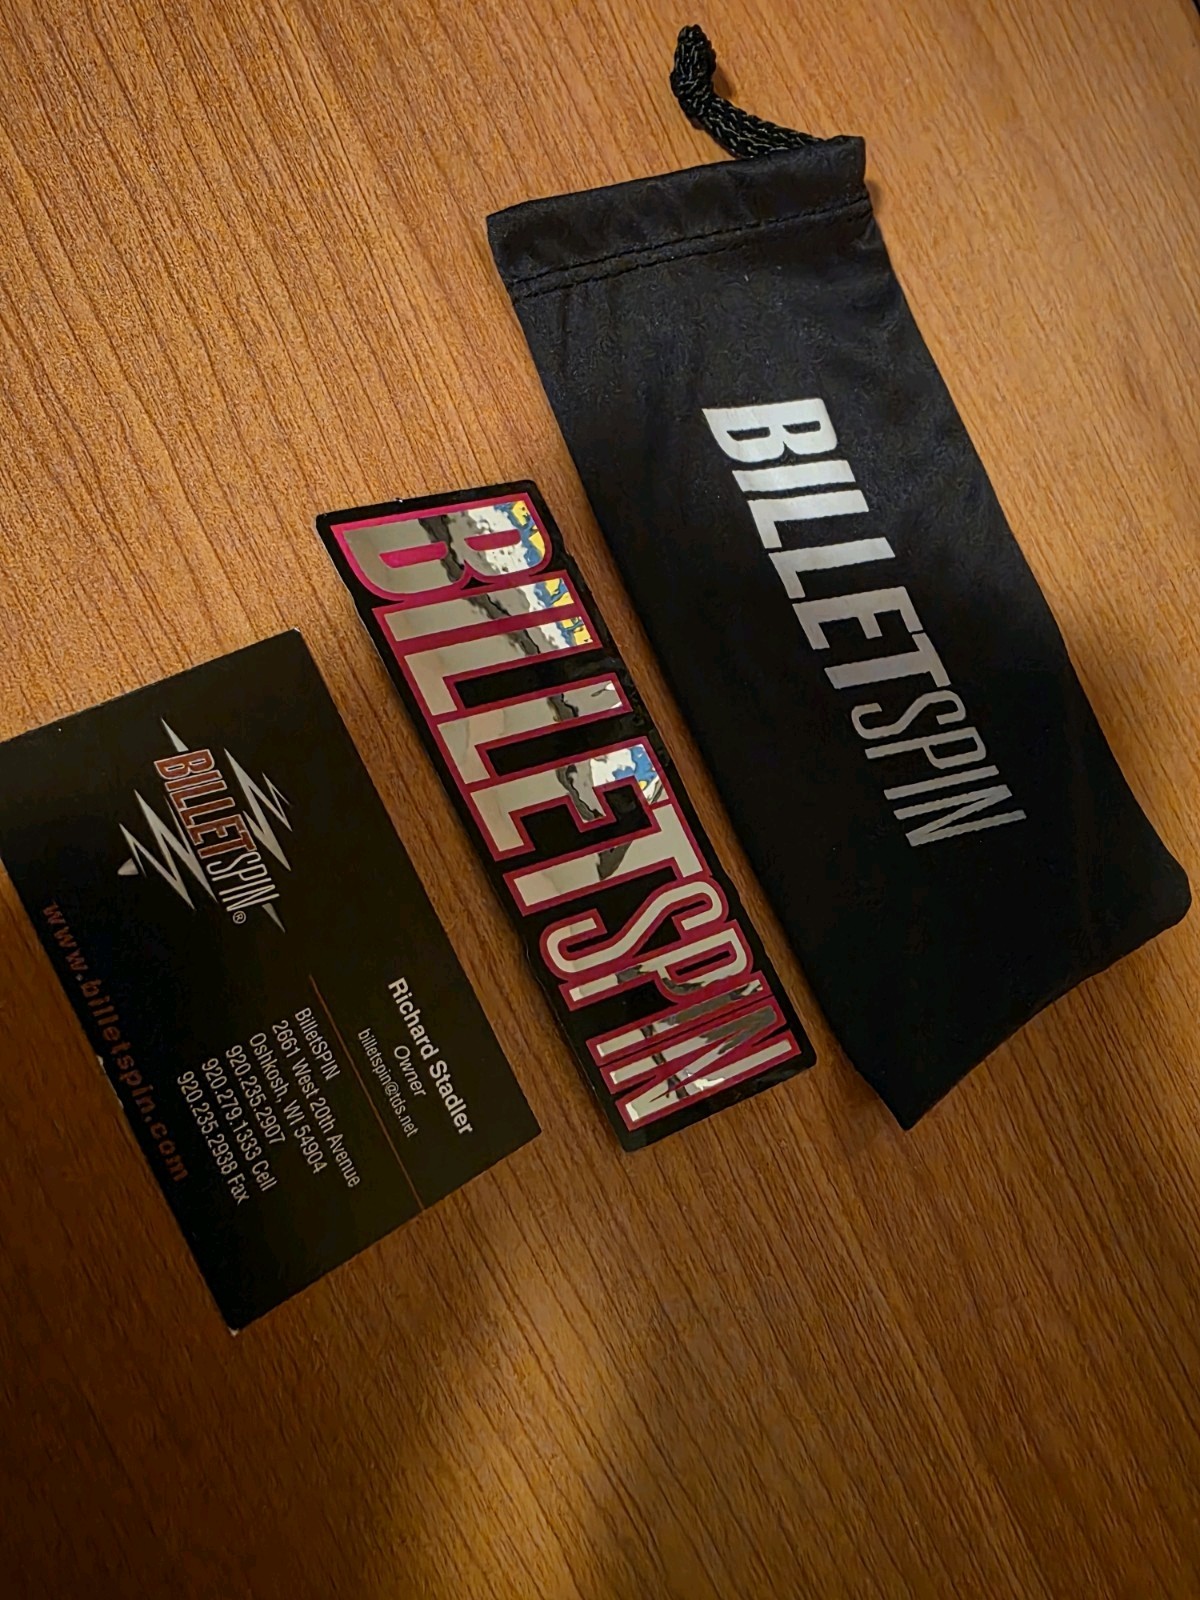 BILLETSPIN®
www.billetspin.com
Richard Stadler
Owner
billetspin@tds.net
BilletSPIN
2661 West 20th Avenue
Oshkosh, WI 54904
920.235.2907
920.279.1333 Cell
920.235.2938 Fax
BILLETSPIN
BILLETSPIN